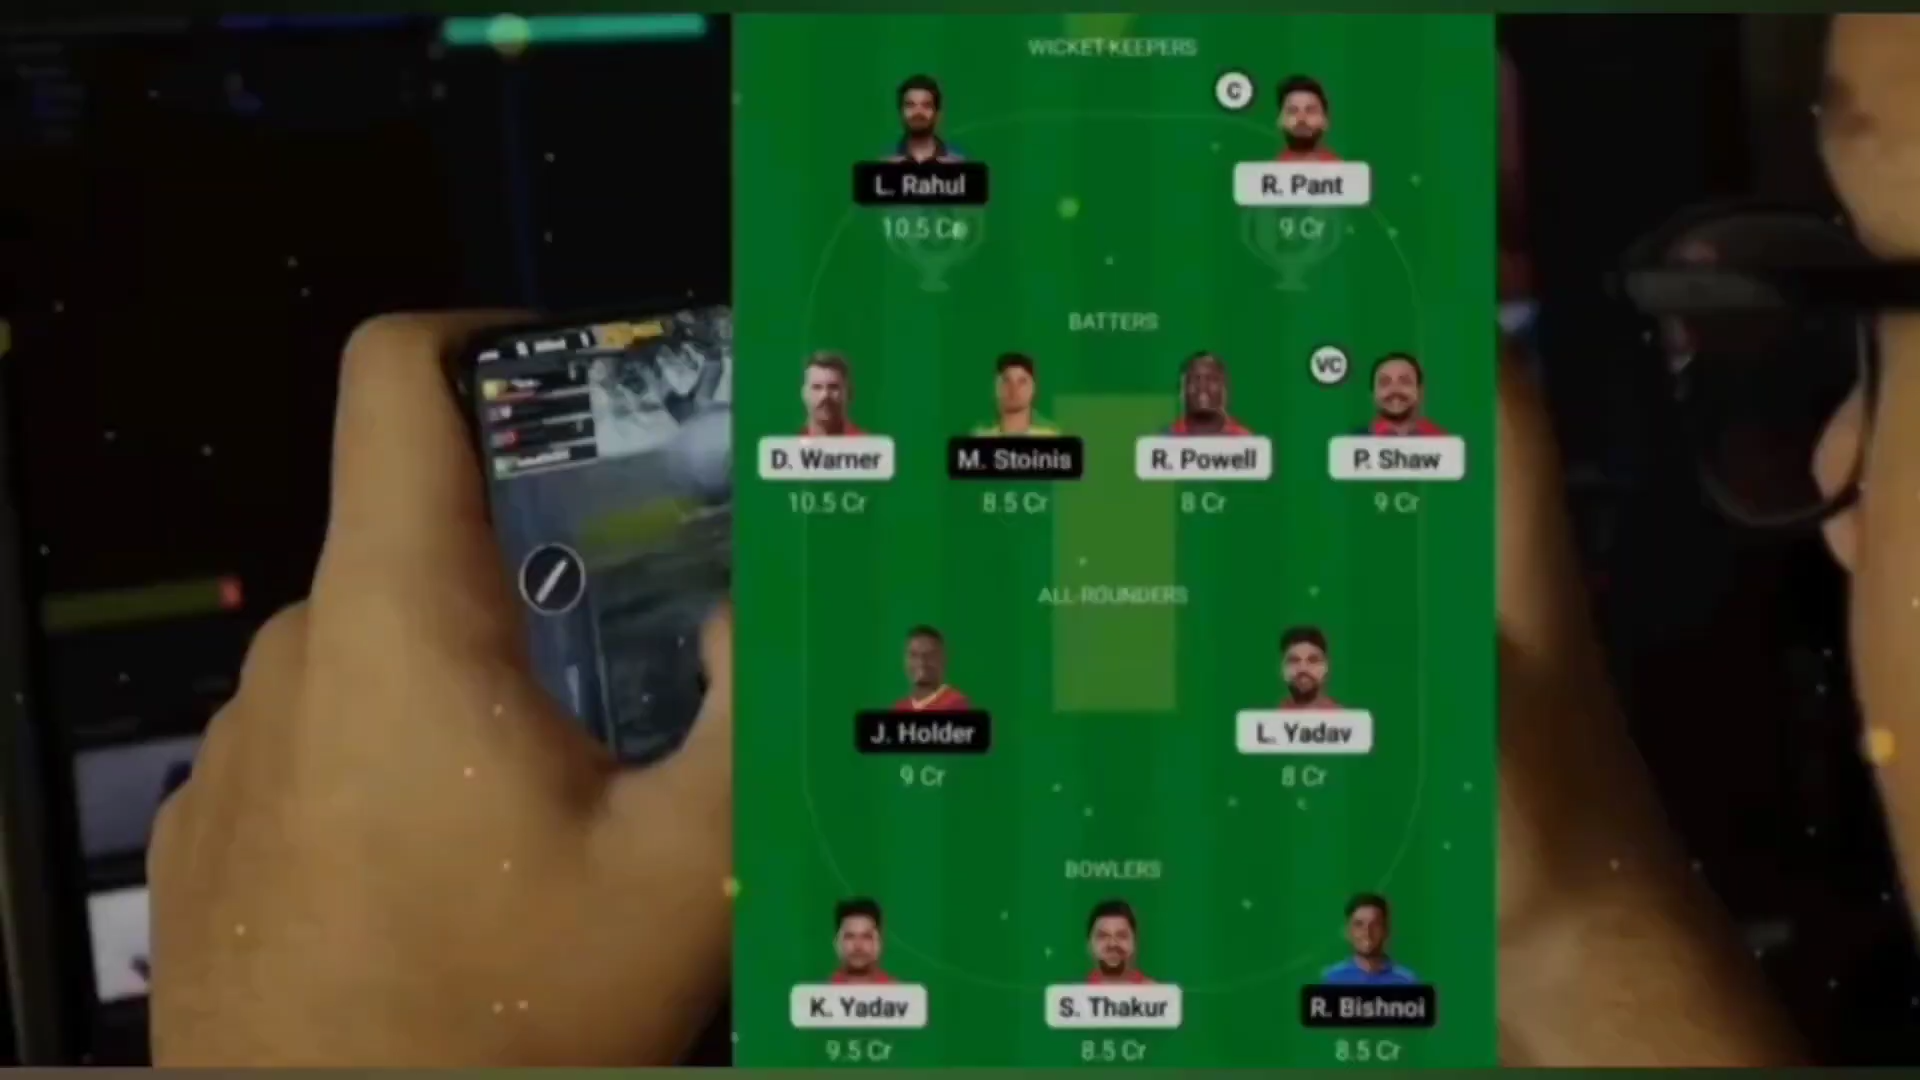 WICKET-KEEPERS
C
L. Rahul
R. Pant
10.5 Cr
9 Cr
BATTERS
VC
D. Warner
M. Stoinis
R. Powell
P. Shaw
10.5 Cr
8.5 Cr
8 Cr
9 Cr
ALL-ROUNDERS
J. Holder
L. Yadav
9 Cr
8 Cr
BOWLERS
K. Yadav
S. Thakur
R. Bishnoi
9.5 Cr
8.5 Cr
8.5 Cr